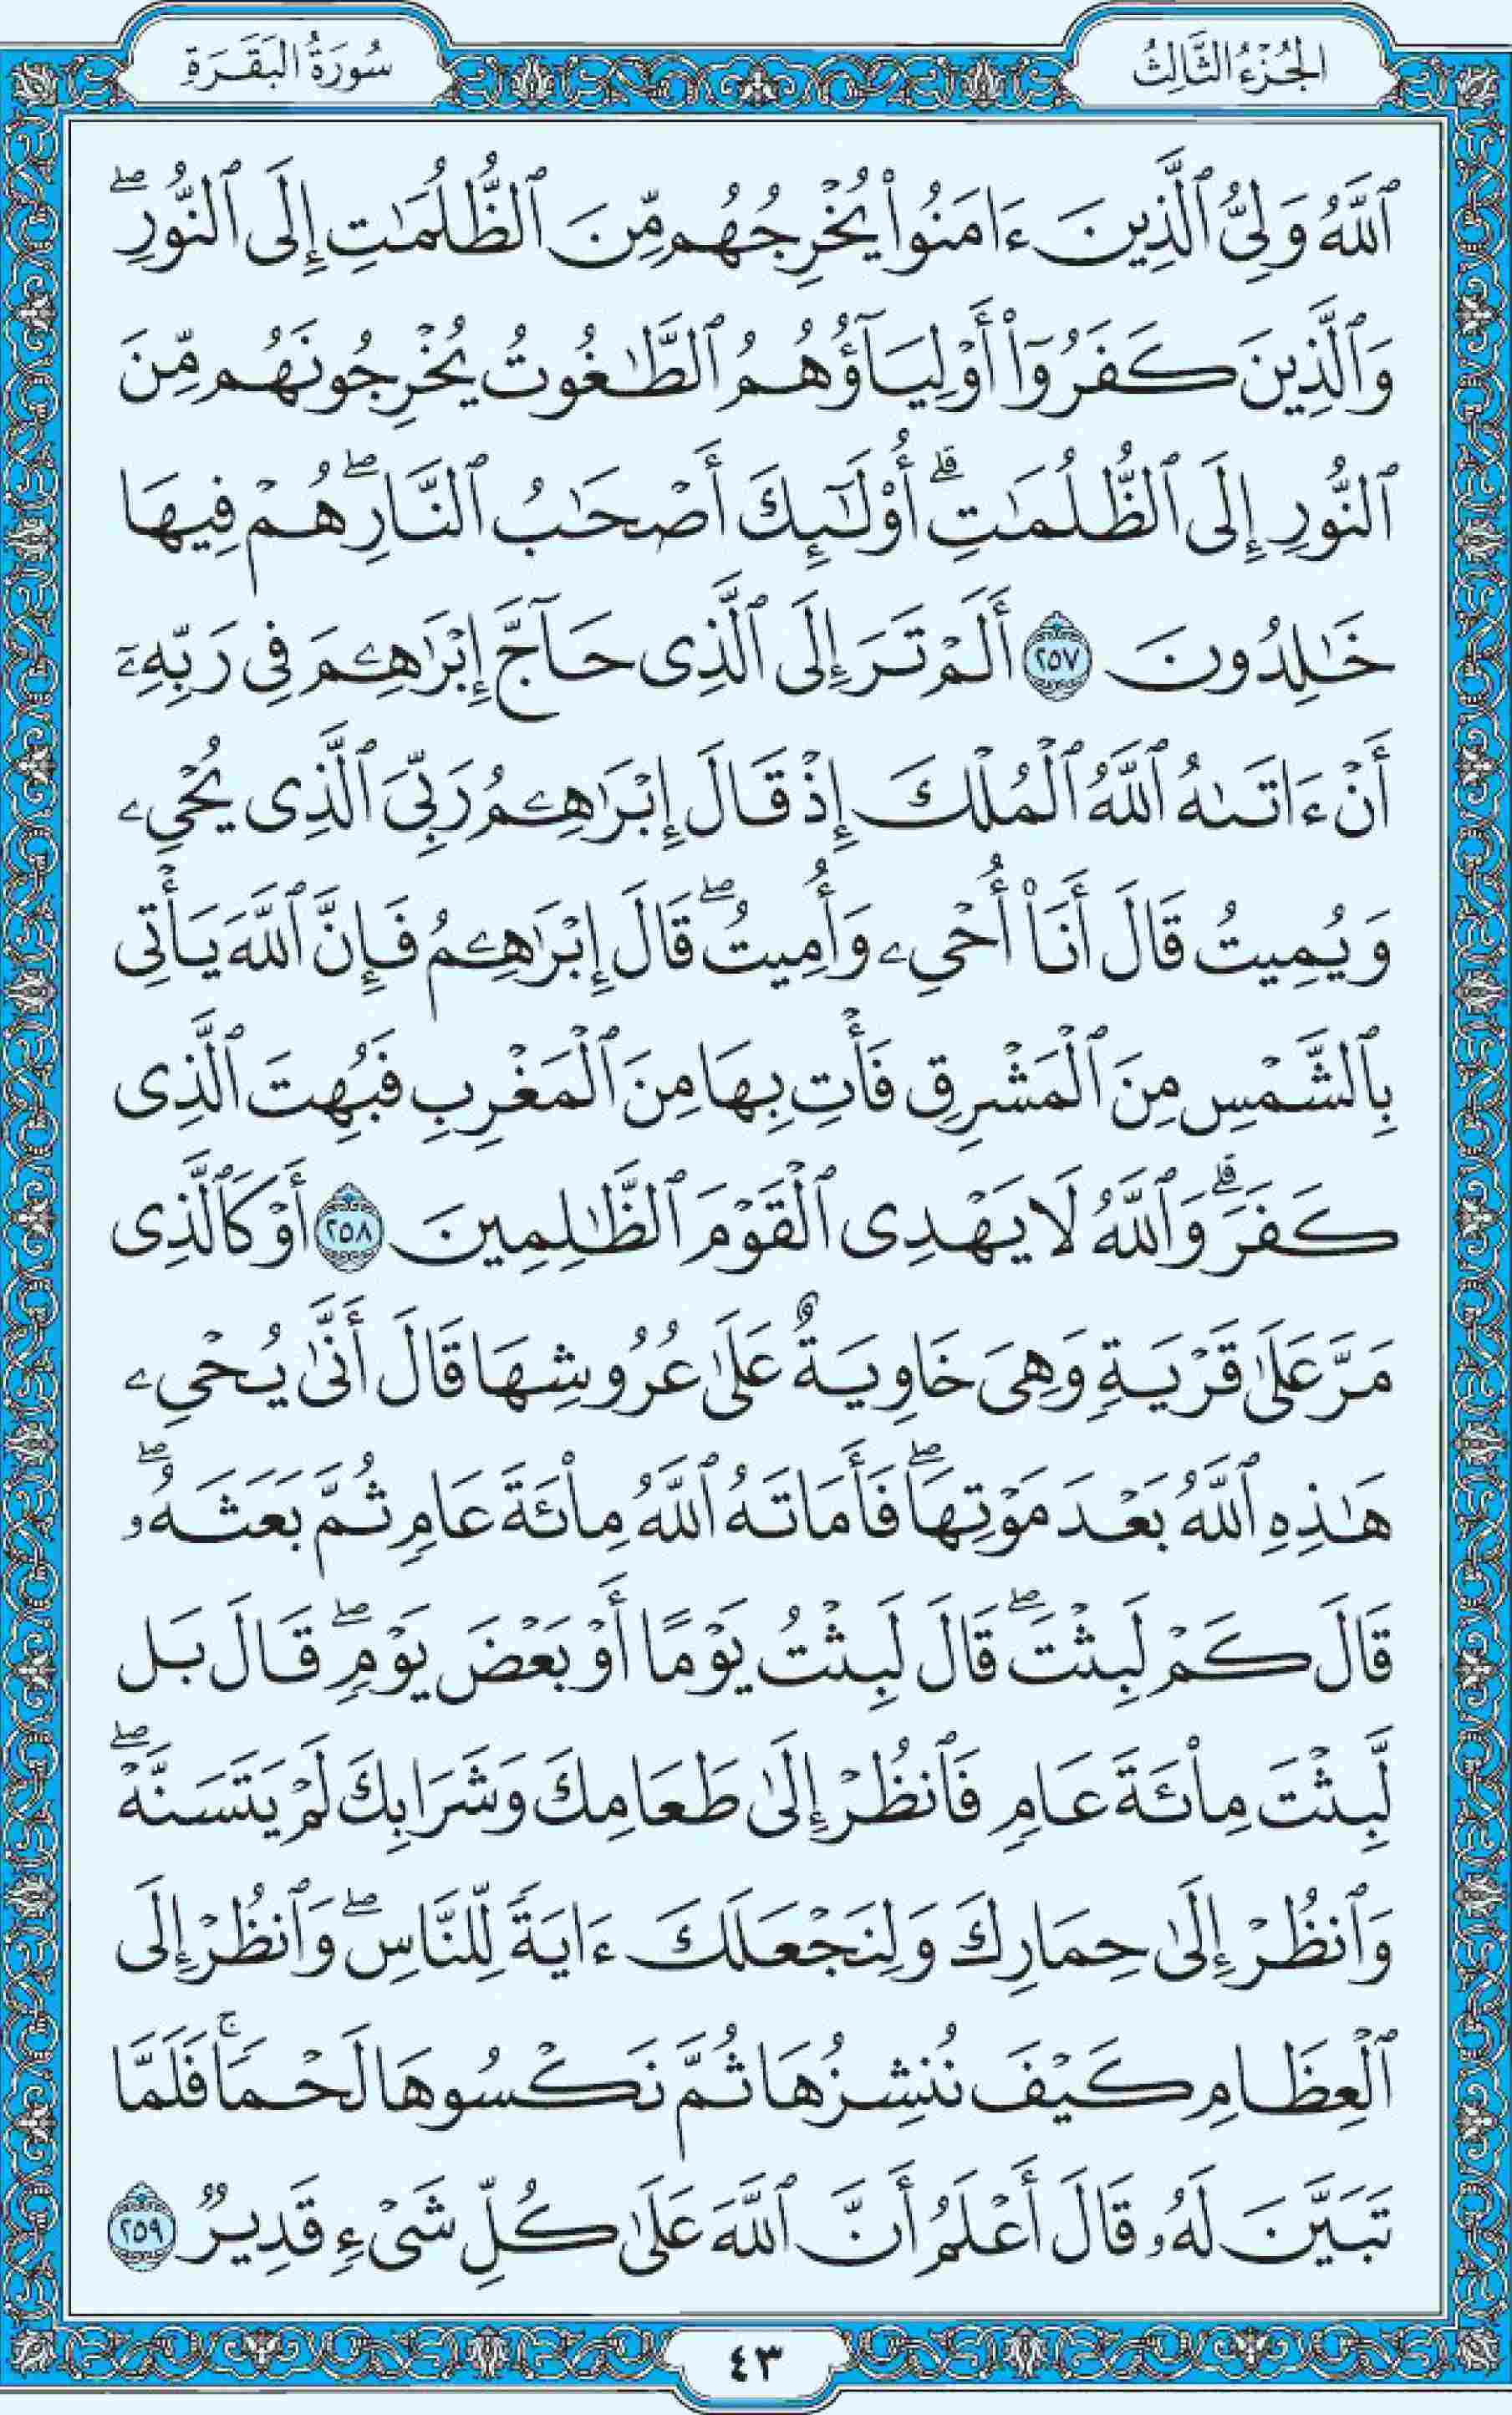 الجُزْءُ الثَّالِثُ
سُورَةُ البَقَرَةِ
ٱللَّهُ وَلِىُّ ٱلَّذِينَ ءَامَنُوا۟ يُخْرِجُهُم مِّنَ ٱلظُّلُمَٰتِ إِلَى ٱلنُّورِۖ
وَٱلَّذِينَ كَفَرُوٓا۟ أَوْلِيَآؤُهُمُ ٱلطَّٰغُوتُ يُخْرِجُونَهُم مِّنَ
ٱلنُّورِ إِلَى ٱلظُّلُمَٰتِۗ أُو۟لَٰٓئِكَ أَصْحَٰبُ ٱلنَّارِۖ هُمْ فِيهَا
خَٰلِدُونَ ٢٥٧ أَلَمْ تَرَ إِلَى ٱلَّذِى حَآجَّ إِبْرَٰهِۦمَ فِى رَبِّهِۦٓ
أَنْ ءَاتَىٰهُ ٱللَّهُ ٱلْمُلْكَ إِذْ قَالَ إِبْرَٰهِۦمُ رَبِّىَ ٱلَّذِى يُحْىِۦ
وَيُمِيتُ قَالَ أَنَا۠ أُحْىِۦ وَأُمِيتُۖ قَالَ إِبْرَٰهِۦمُ فَإِنَّ ٱللَّهَ يَأْتِى
بِٱلشَّمْسِ مِنَ ٱلْمَشْرِقِ فَأْتِ بِهَا مِنَ ٱلْمَغْرِبِ فَبُهِتَ ٱلَّذِى
كَفَرَۗ وَٱللَّهُ لَا يَهْدِى ٱلْقَوْمَ ٱلظَّٰلِمِينَ ٢٥٨ أَوْ كَٱلَّذِى
مَرَّ عَلَىٰ قَرْيَةٍ وَهِىَ خَاوِيَةٌ عَلَىٰ عُرُوشِهَا قَالَ أَنَّىٰ يُحْىِۦ
هَٰذِهِ ٱللَّهُ بَعْدَ مَوْتِهَاۖ فَأَمَاتَهُ ٱللَّهُ مِا۟ئَةَ عَامٍ ثُمَّ بَعَثَهُۥۖ
قَالَ كَمْ لَبِثْتَۖ قَالَ لَبِثْتُ يَوْمًا أَوْ بَعْضَ يَوْمٍۖ قَالَ بَل
لَّبِثْتَ مِا۟ئَةَ عَامٍ فَٱنظُرْ إِلَىٰ طَعَامِكَ وَشَرَابِكَ لَمْ يَتَسَنَّهْۖ
وَٱنظُرْ إِلَىٰ حِمَارِكَ وَلِنَجْعَلَكَ ءَايَةً لِّلنَّاسِۖ وَٱنظُرْ إِلَى
ٱلْعِظَامِ كَيْفَ نُنشِزُهَا ثُمَّ نَكْسُوهَا لَحْمًاۚ فَلَمَّا
تَبَيَّنَ لَهُۥ قَالَ أَعْلَمُ أَنَّ ٱللَّهَ عَلَىٰ كُلِّ شَىْءٍ قَدِيرٌ ٢٥٩
٤٣